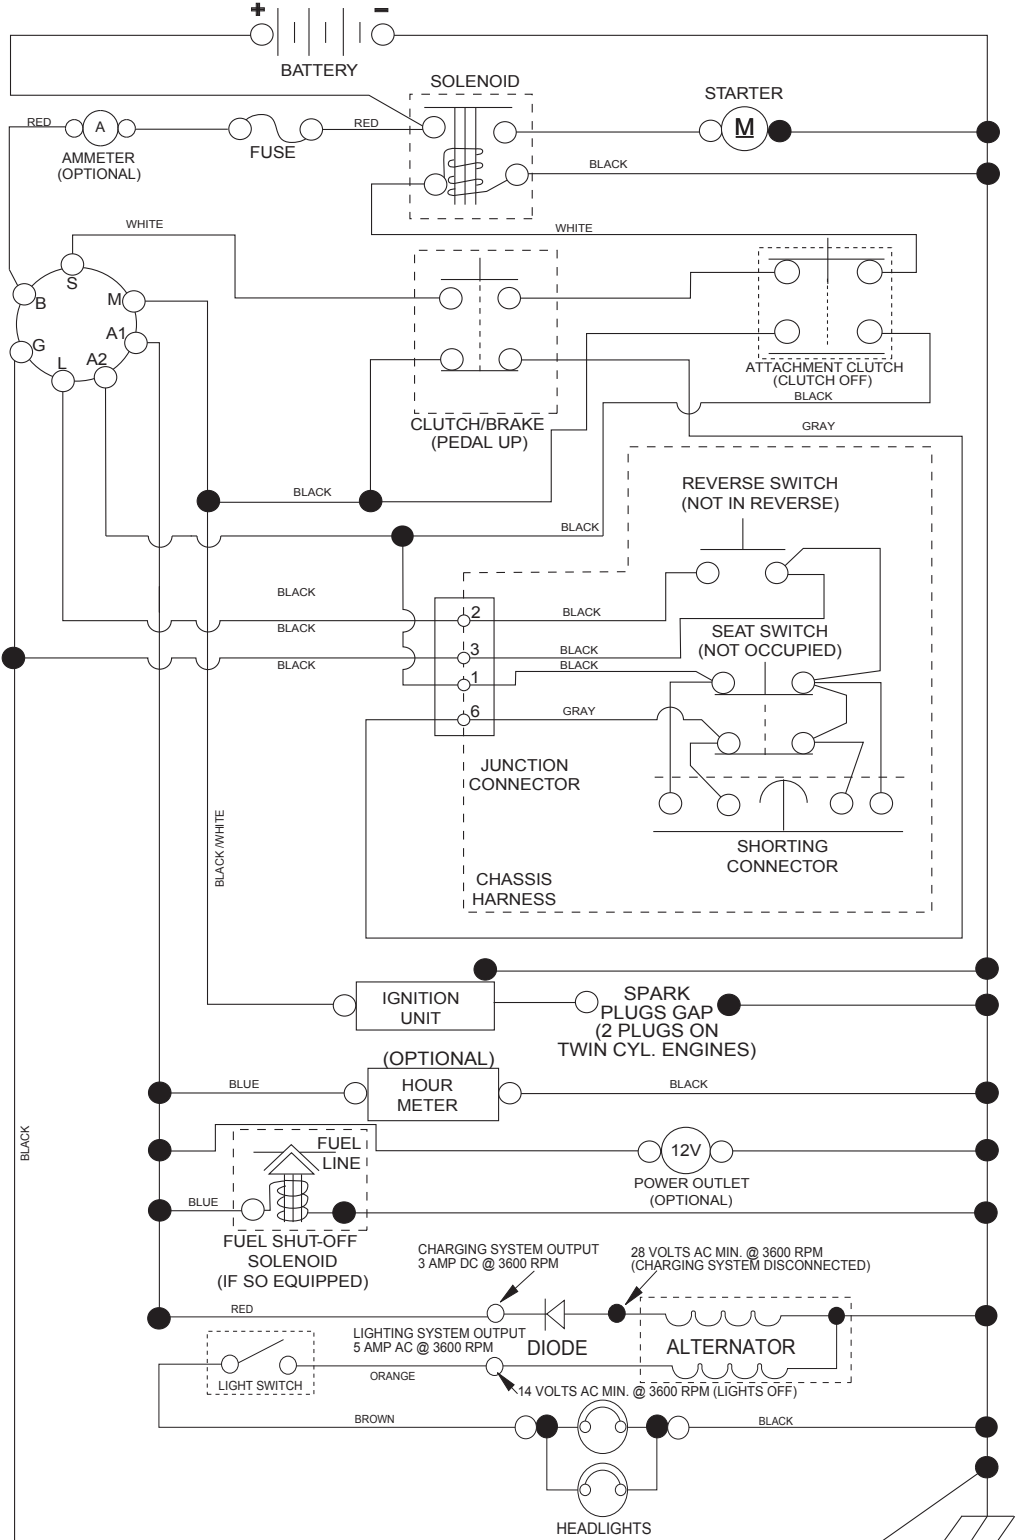 + −
BATTERY
SOLENOID
STARTER
RED
A
RED
M
AMMETER
(OPTIONAL)
FUSE
BLACK
WHITE
WHITE
S
B
M
A1
G
L
A2
ATTACHMENT CLUTCH
(CLUTCH OFF)
BLACK
CLUTCH/BRAKE
(PEDAL UP)
GRAY
REVERSE SWITCH
(NOT IN REVERSE)
BLACK
BLACK
BLACK
2
BLACK
BLACK
SEAT SWITCH
(NOT OCCUPIED)
3
BLACK
BLACK
BLACK
1
6
GRAY
JUNCTION
CONNECTOR
BLACK/WHITE
SHORTING
CONNECTOR
CHASSIS
HARNESS
IGNITION
UNIT
SPARK
PLUGS GAP
(2 PLUGS ON
TWIN CYL. ENGINES)
(OPTIONAL)
BLUE
HOUR
METER
BLACK
BLACK
FUEL
LINE
12V
POWER OUTLET
(OPTIONAL)
BLUE
FUEL SHUT-OFF
SOLENOID
(IF SO EQUIPPED)
CHARGING SYSTEM OUTPUT
3 AMP DC @ 3600 RPM
28 VOLTS AC MIN. @ 3600 RPM
(CHARGING SYSTEM DISCONNECTED)
RED
LIGHTING SYSTEM OUTPUT
5 AMP AC @ 3600 RPM
DIODE
ALTERNATOR
LIGHT SWITCH
ORANGE
14 VOLTS AC MIN. @ 3600 RPM (LIGHTS OFF)
BROWN
BLACK
HEADLIGHTS